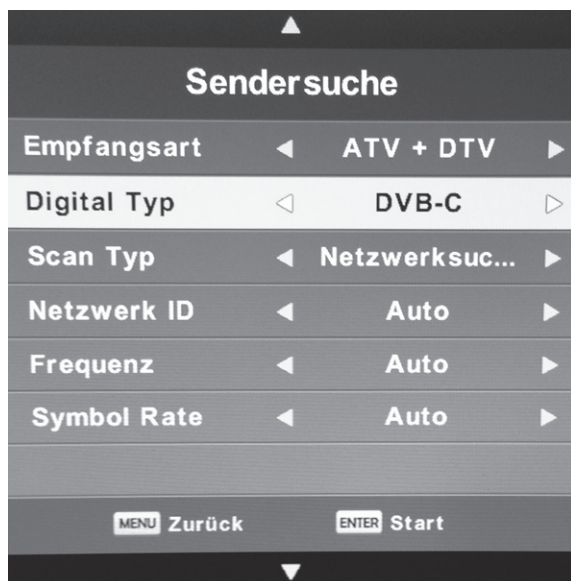 Sendersuche
Empfangsart ATV + DTV
Digital Typ DVB-C
Scan Typ Netzwerksuc...
Netzwerk ID Auto
Frequenz Auto
Symbol Rate Auto
MENU Zurück ENTER Start